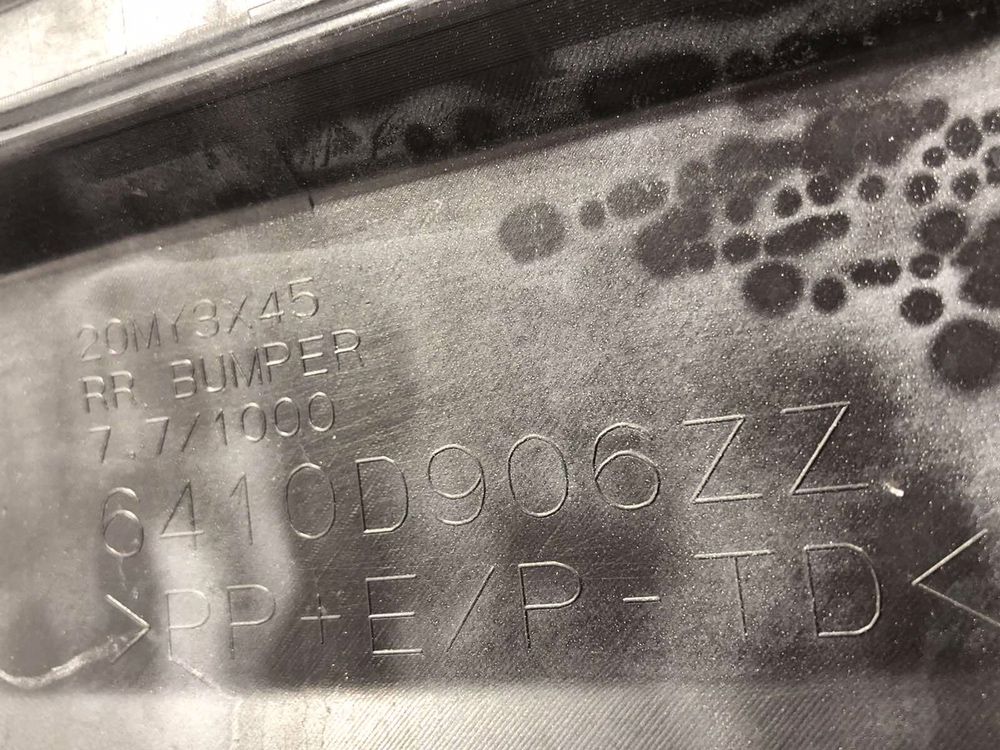 20MY3X45
RR BUMPER
7.7/1000
6410D906ZZ
>PP+E/P-TD<